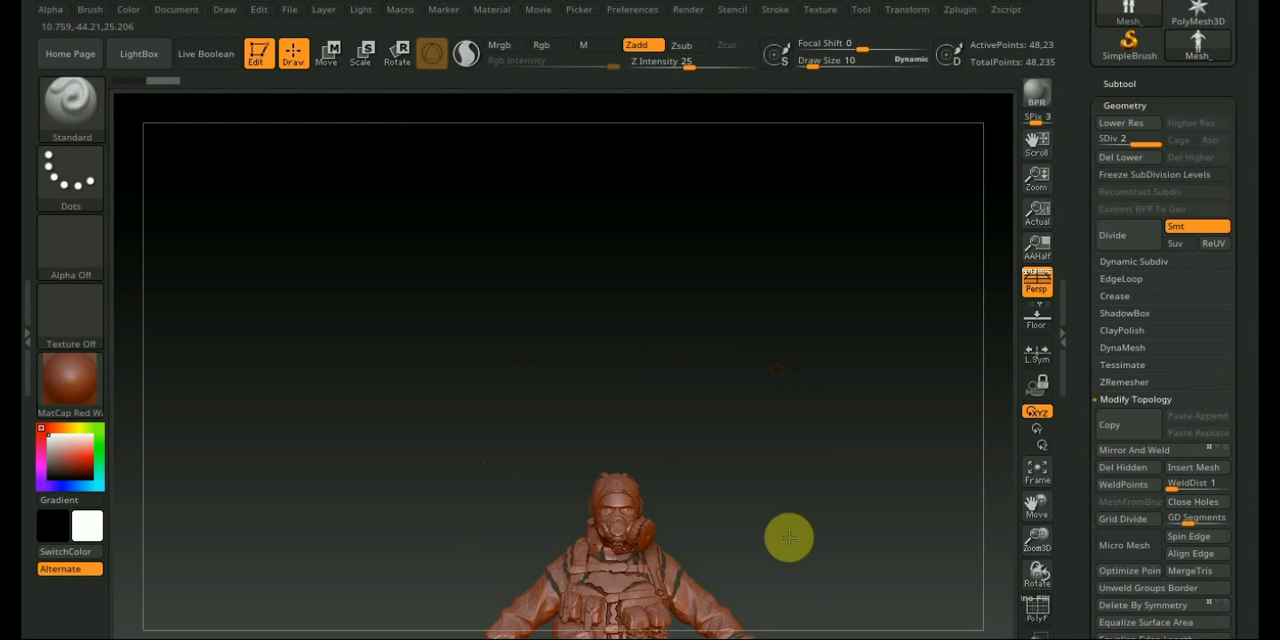 Alpha Brush Color Document Draw Edit File Layer Light Macro Marker Material Movie Picker Preferences Render Stencil Stroke Texture Tool Transform Zplugin Zscript
10.759,-44.21,25.206
Home Page LightBox Live Boolean Edit Draw Move Scale Rotate
Mrgb Rgb M Zadd Zsub Zcut
Rgb Intensity Z Intensity 25
S Focal Shift 0
Draw Size 10 Dynamic D
ActivePoints: 48,23
TotalPoints: 48,235
Mesh_ PolyMesh3D
SimpleBrush Mesh_
Standard
Dots
Alpha Off
Texture Off
MatCap Red Wa
Gradient
SwitchColor
Alternate
BPR
SPix 3
Scroll
Zoom
Actual
AAHalf
Persp
Floor
L.Sym
XYZ
Frame
Move
Zoom3D
Rotate
Line Fill
PolyF
Subtool
Geometry
Lower Res Higher Res
SDiv 2 Cage Rstr
Del Lower Del Higher
Freeze SubDivision Levels
Reconstruct Subdiv
Convert BPR To Geo
Divide Smt
Suv ReUV
Dynamic Subdiv
EdgeLoop
Crease
ShadowBox
ClayPolish
DynaMesh
Tessimate
ZRemesher
Modify Topology
Copy Paste Append
Paste Replace
Mirror And Weld
Del Hidden Insert Mesh
WeldPoints WeldDist 1
MeshFromBru Close Holes
Grid Divide GD Segments
Micro Mesh Spin Edge
Align Edge
Optimize Poin MergeTris
Unweld Groups Border
Delete By Symmetry
Equalize Surface Area